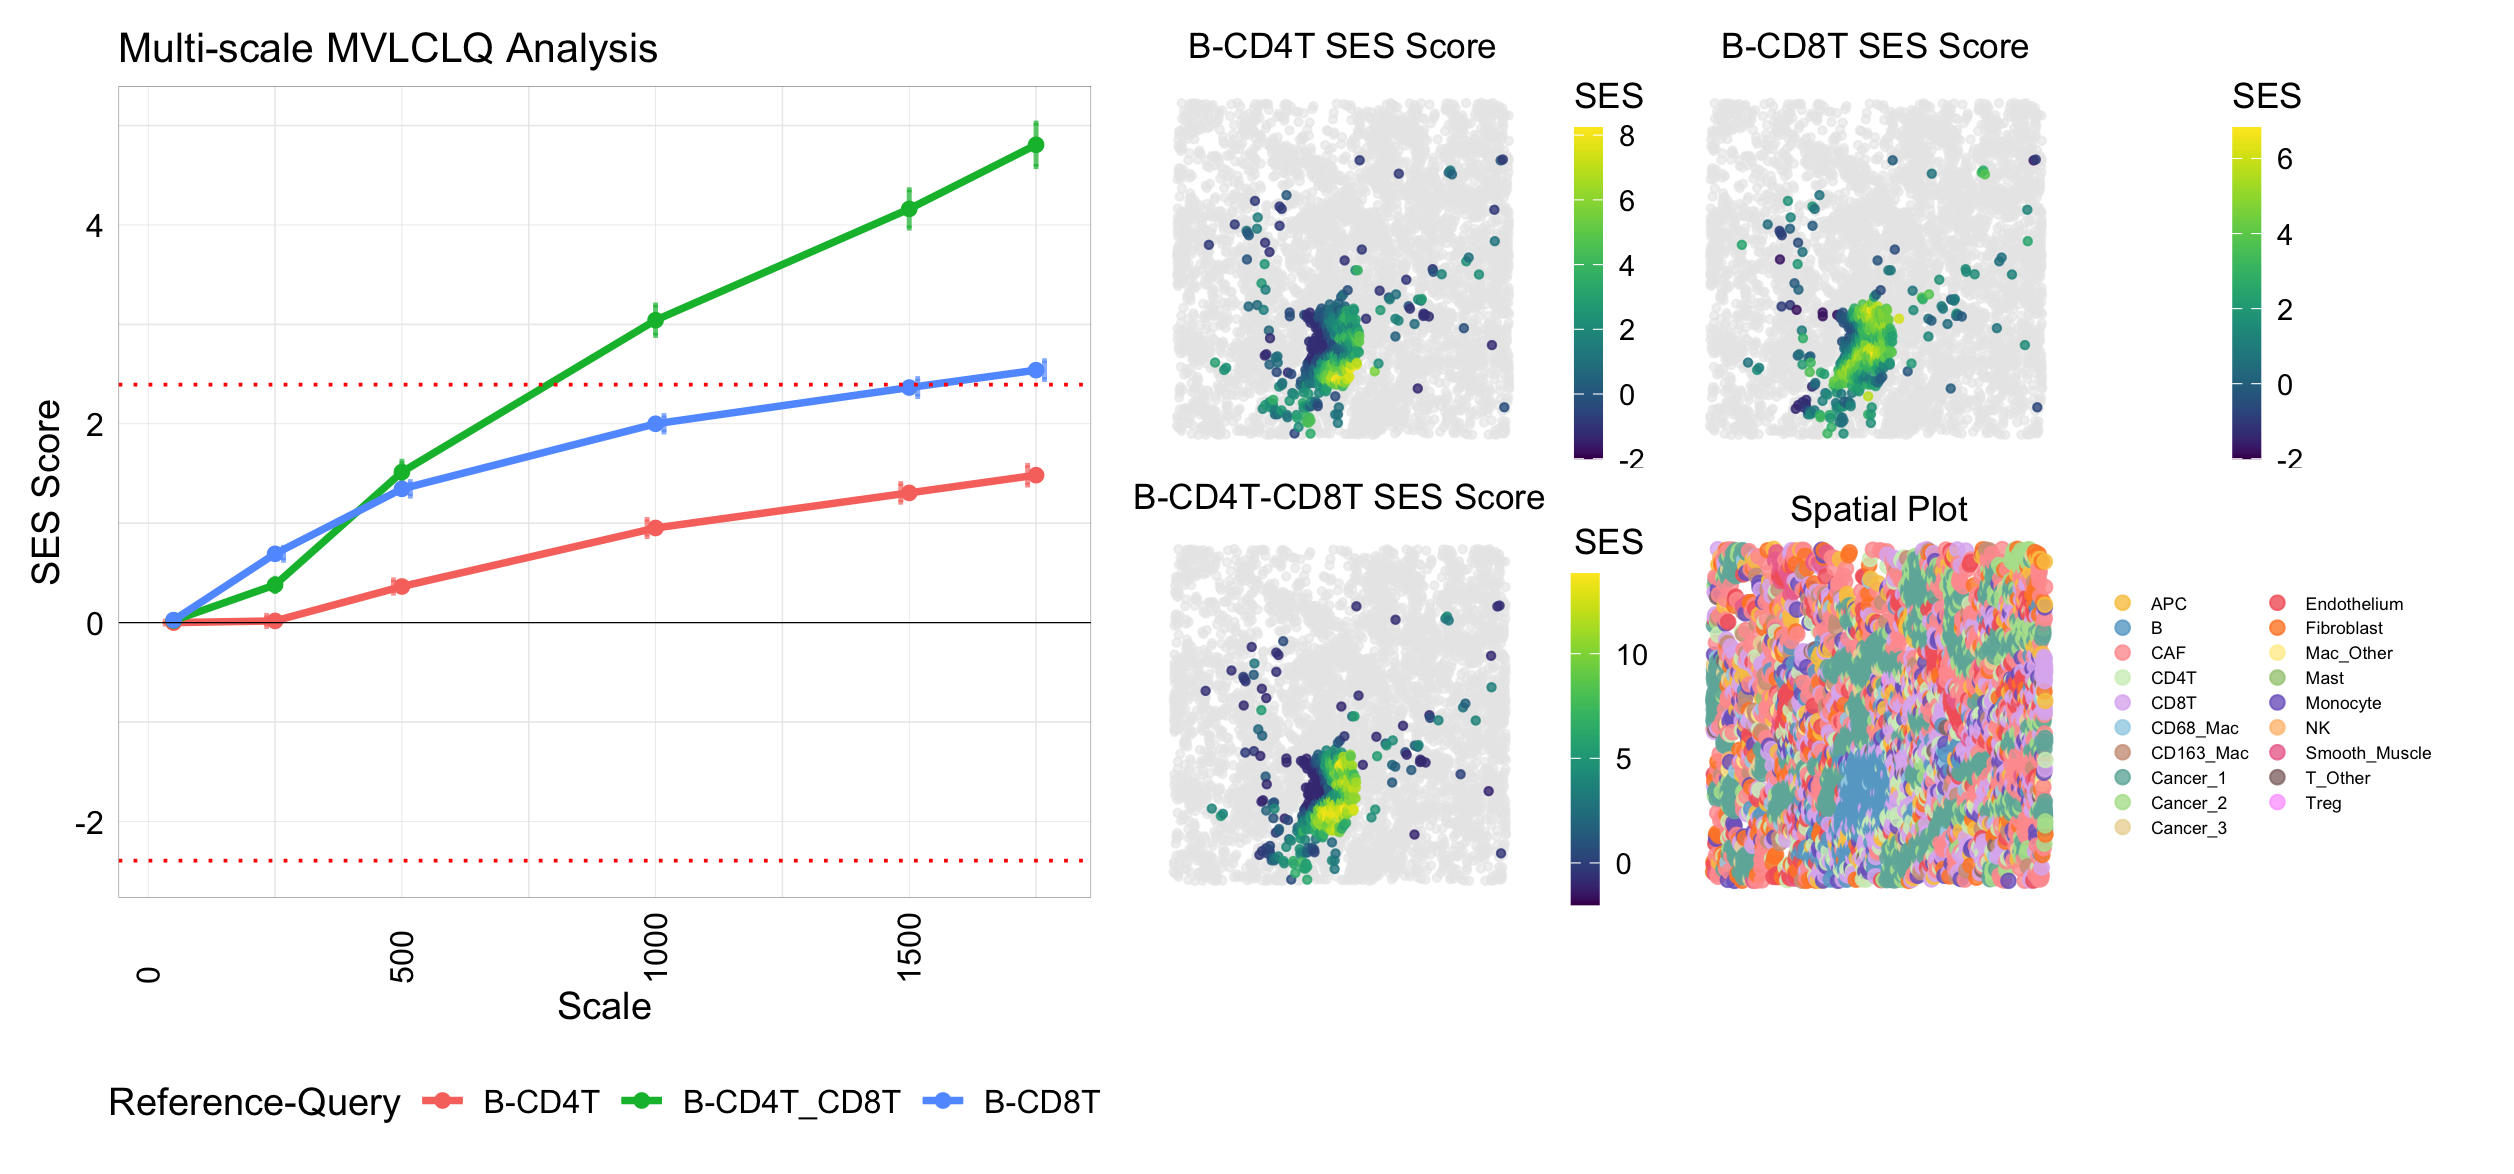 Multi-scale MVLCLQ Analysis
SES Score
4
2
0
-2
0
500
1000
1500
Scale
Reference-Query
B-CD4T
B-CD4T_CD8T
B-CD8T
B-CD4T SES Score
SES
8
6
4
2
0
-2
B-CD8T SES Score
SES
6
4
2
0
-2
B-CD4T-CD8T SES Score
SES
10
5
0
Spatial Plot
APC
B
CAF
CD4T
CD8T
CD68_Mac
CD163_Mac
Cancer_1
Cancer_2
Cancer_3
Endothelium
Fibroblast
Mac_Other
Mast
Monocyte
NK
Smooth_Muscle
T_Other
Treg